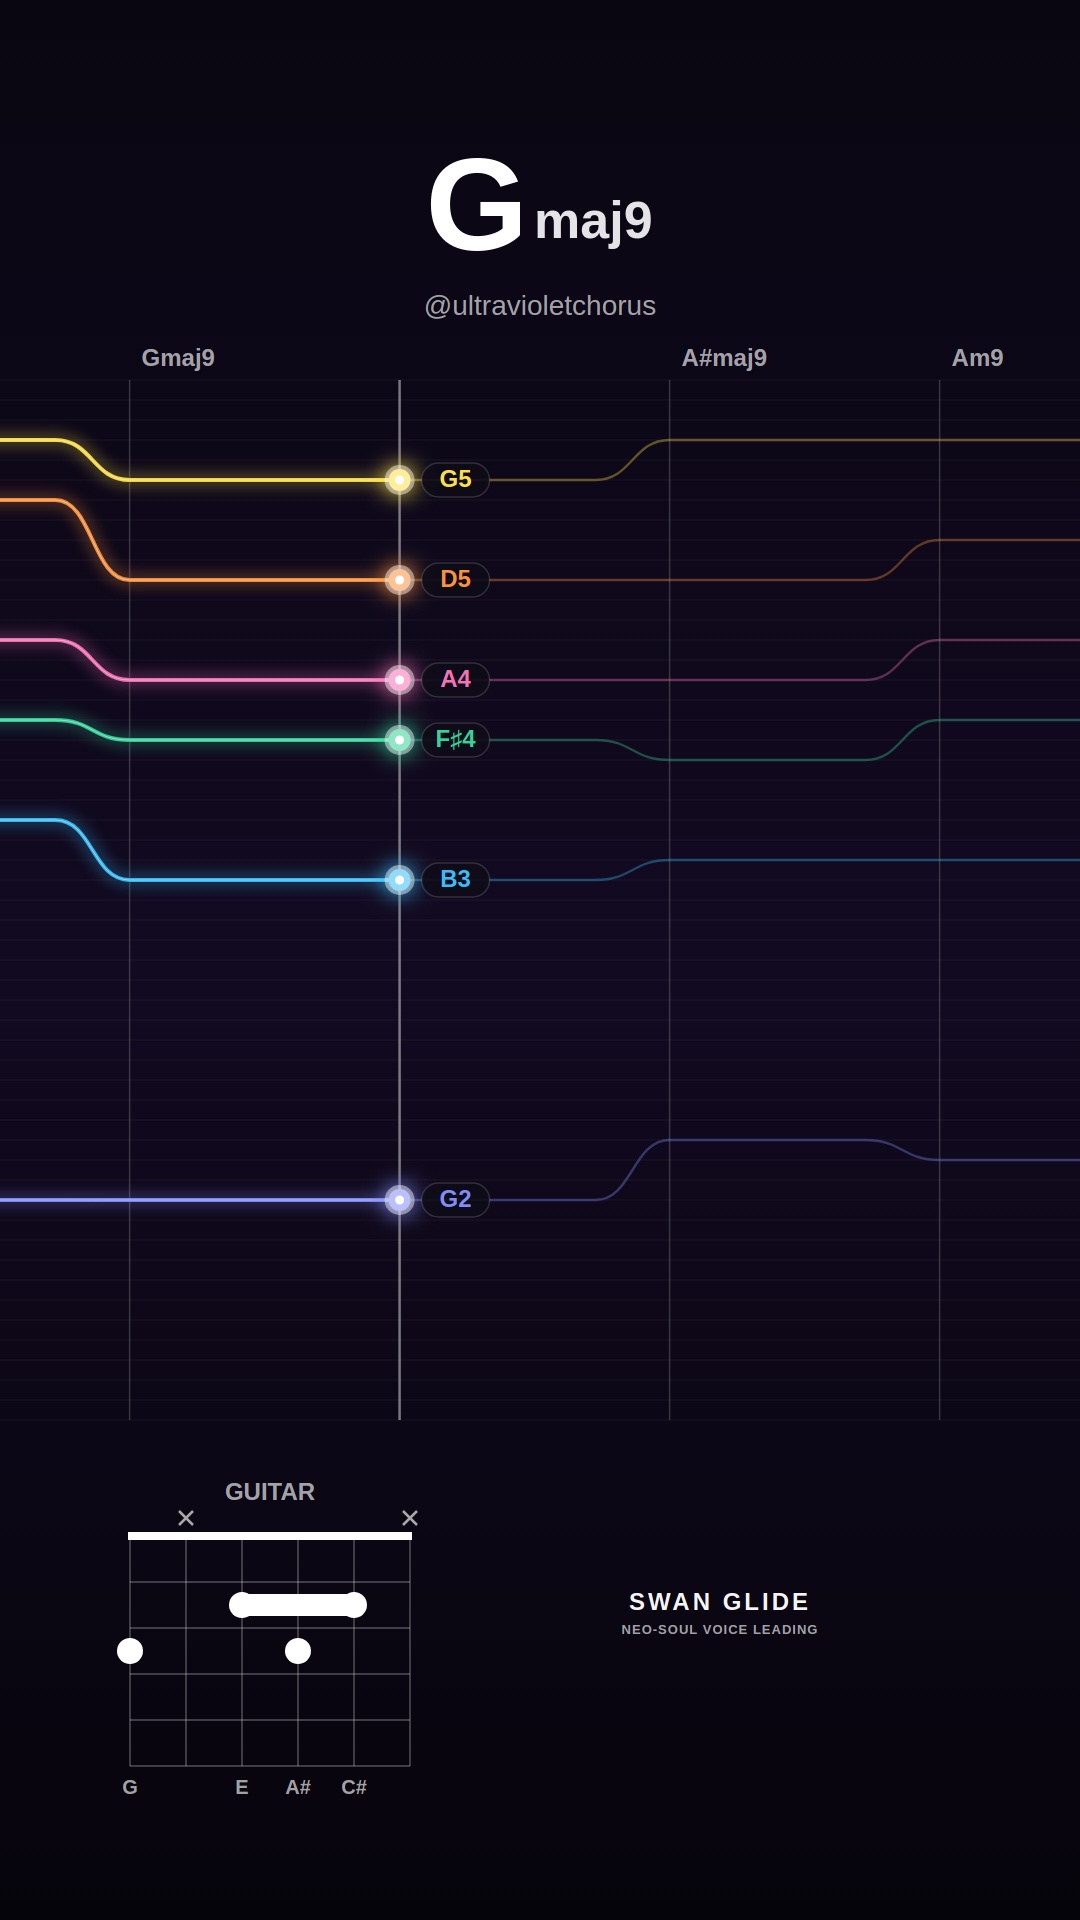 G maj9
@ultravioletchorus
Gmaj9 A#maj9 Am9
G5
D5
A4
F♯4
B3
G2
GUITAR
× ×
SWAN GLIDE
NEO-SOUL VOICE LEADING
G E A# C#